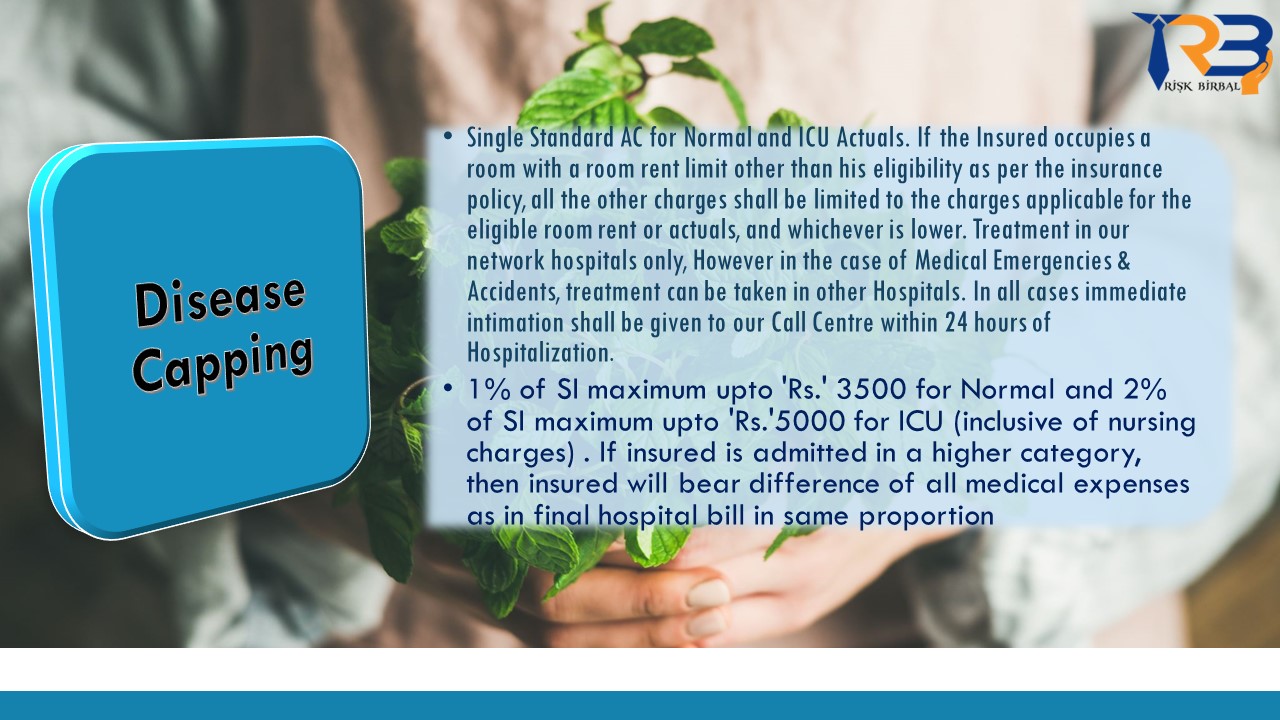 RISK BIRBAL
Disease
Capping
• Single Standard AC for Normal and ICU Actuals. If the Insured occupies a
room with a room rent limit other than his eligibility as per the insurance
policy, all the other charges shall be limited to the charges applicable for the
eligible room rent or actuals, and whichever is lower. Treatment in our
network hospitals only, However in the case of Medical Emergencies &
Accidents, treatment can be taken in other Hospitals. In all cases immediate
intimation shall be given to our Call Centre within 24 hours of
Hospitalization.
• 1% of SI maximum upto 'Rs.' 3500 for Normal and 2%
of SI maximum upto 'Rs.'5000 for ICU (inclusive of nursing
charges) . If insured is admitted in a higher category,
then insured will bear difference of all medical expenses
as in final hospital bill in same proportion